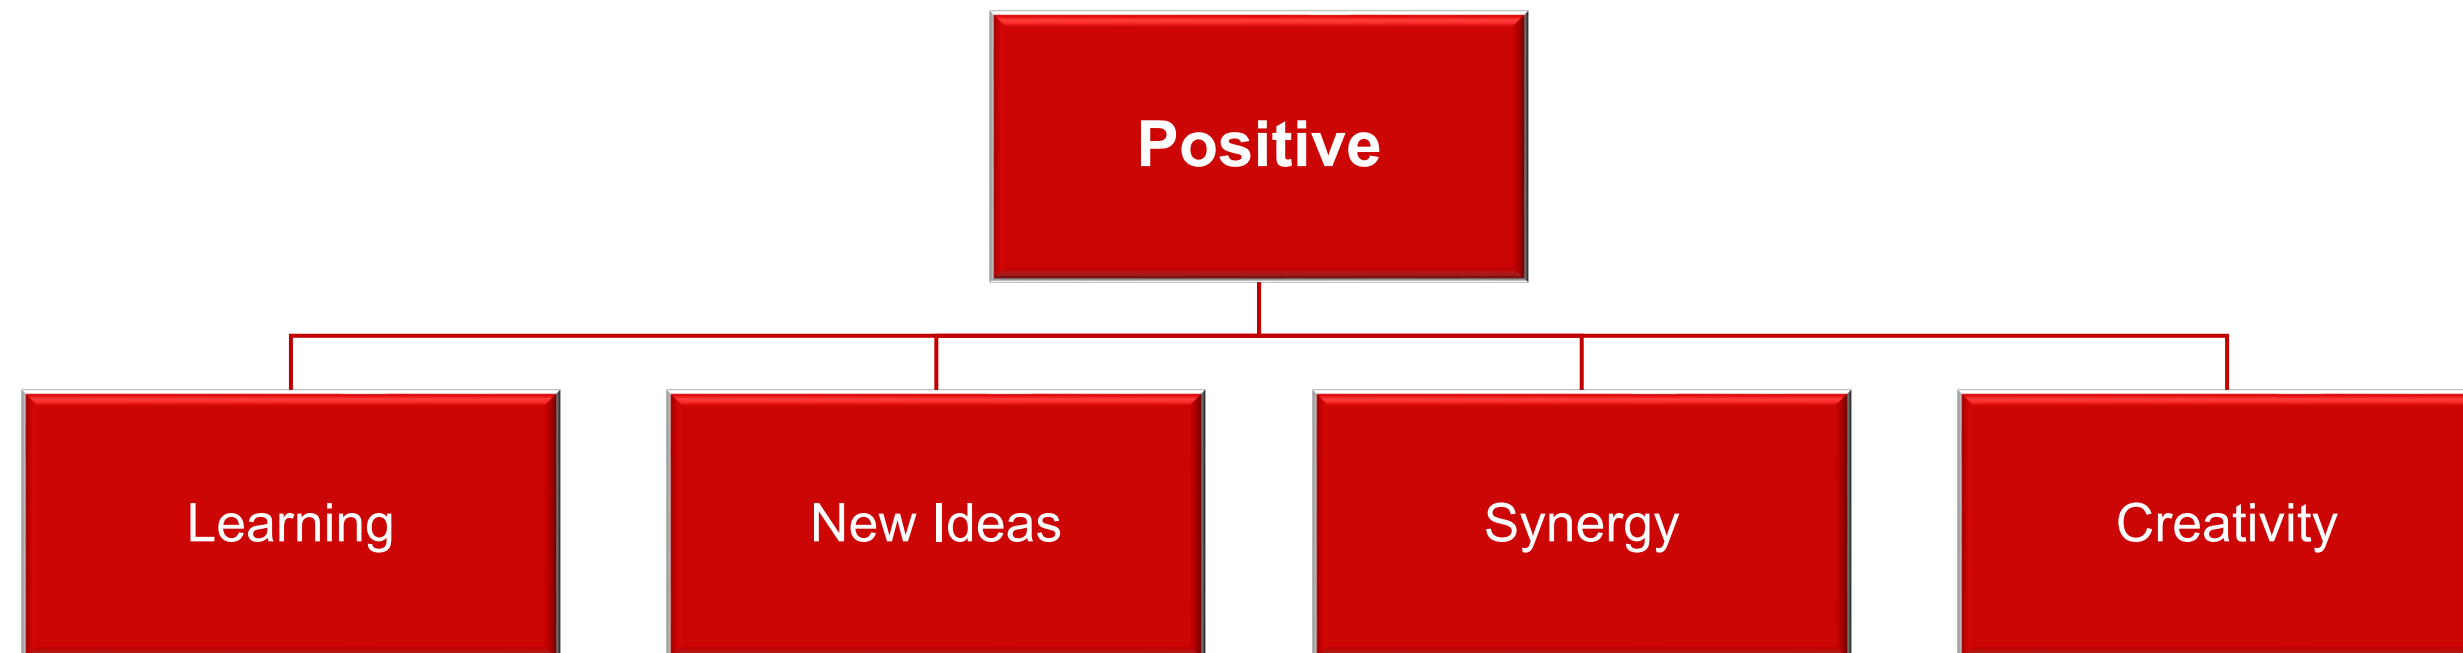 Positive
Learning
New Ideas
Synergy
Creativity